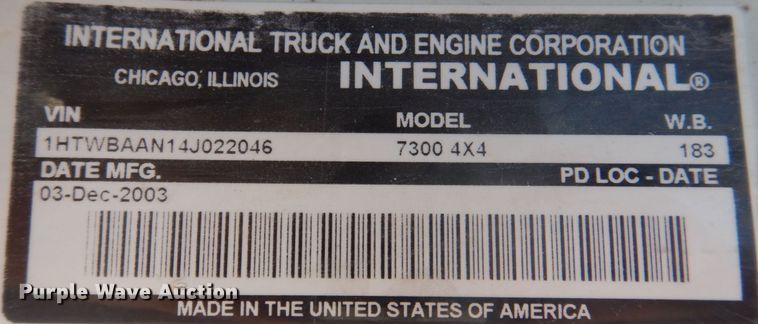 INTERNATIONAL TRUCK AND ENGINE CORPORATION
CHICAGO, ILLINOIS INTERNATIONAL®
VIN MODEL W.B.
1HTWBAAN14J022046 7300 4X4 183
DATE MFG. PD LOC - DATE
03-Dec-2003
Purple Wave Auction
MADE IN THE UNITED STATES OF AMERICA